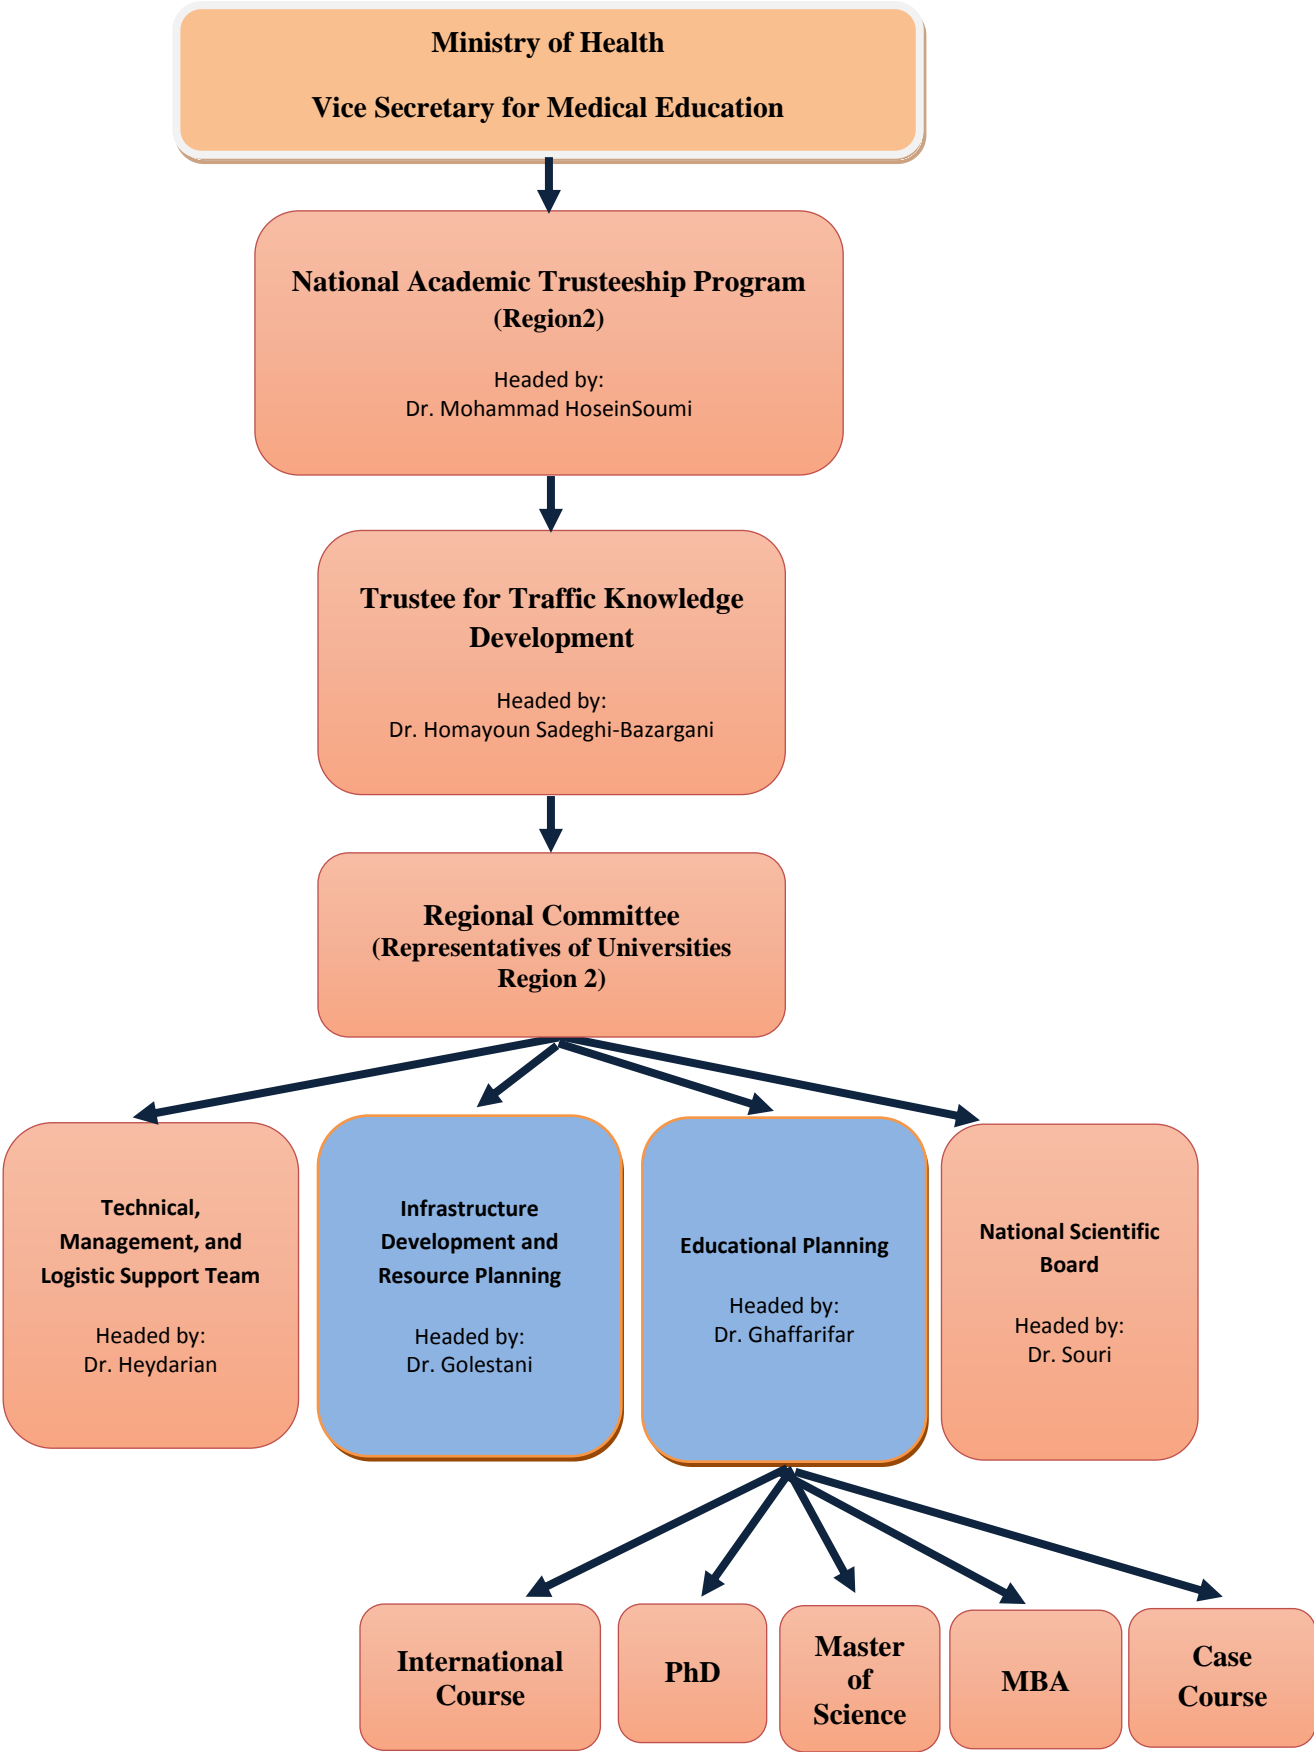 Ministry of Health
Vice Secretary for Medical Education
National Academic Trusteeship Program
(Region2)
Headed by:
Dr. Mohammad HoseinSoumi
Trustee for Traffic Knowledge
Development
Headed by:
Dr. Homayoun Sadeghi-Bazargani
Regional Committee
(Representatives of Universities
Region 2)
Technical,
Management, and
Logistic Support Team
Headed by:
Dr. Heydarian
Infrastructure
Development and
Resource Planning
Headed by:
Dr. Golestani
Educational Planning
Headed by:
Dr. Ghaffarifar
National Scientific
Board
Headed by:
Dr. Souri
International
Course
PhD
Master
of
Science
MBA
Case
Course